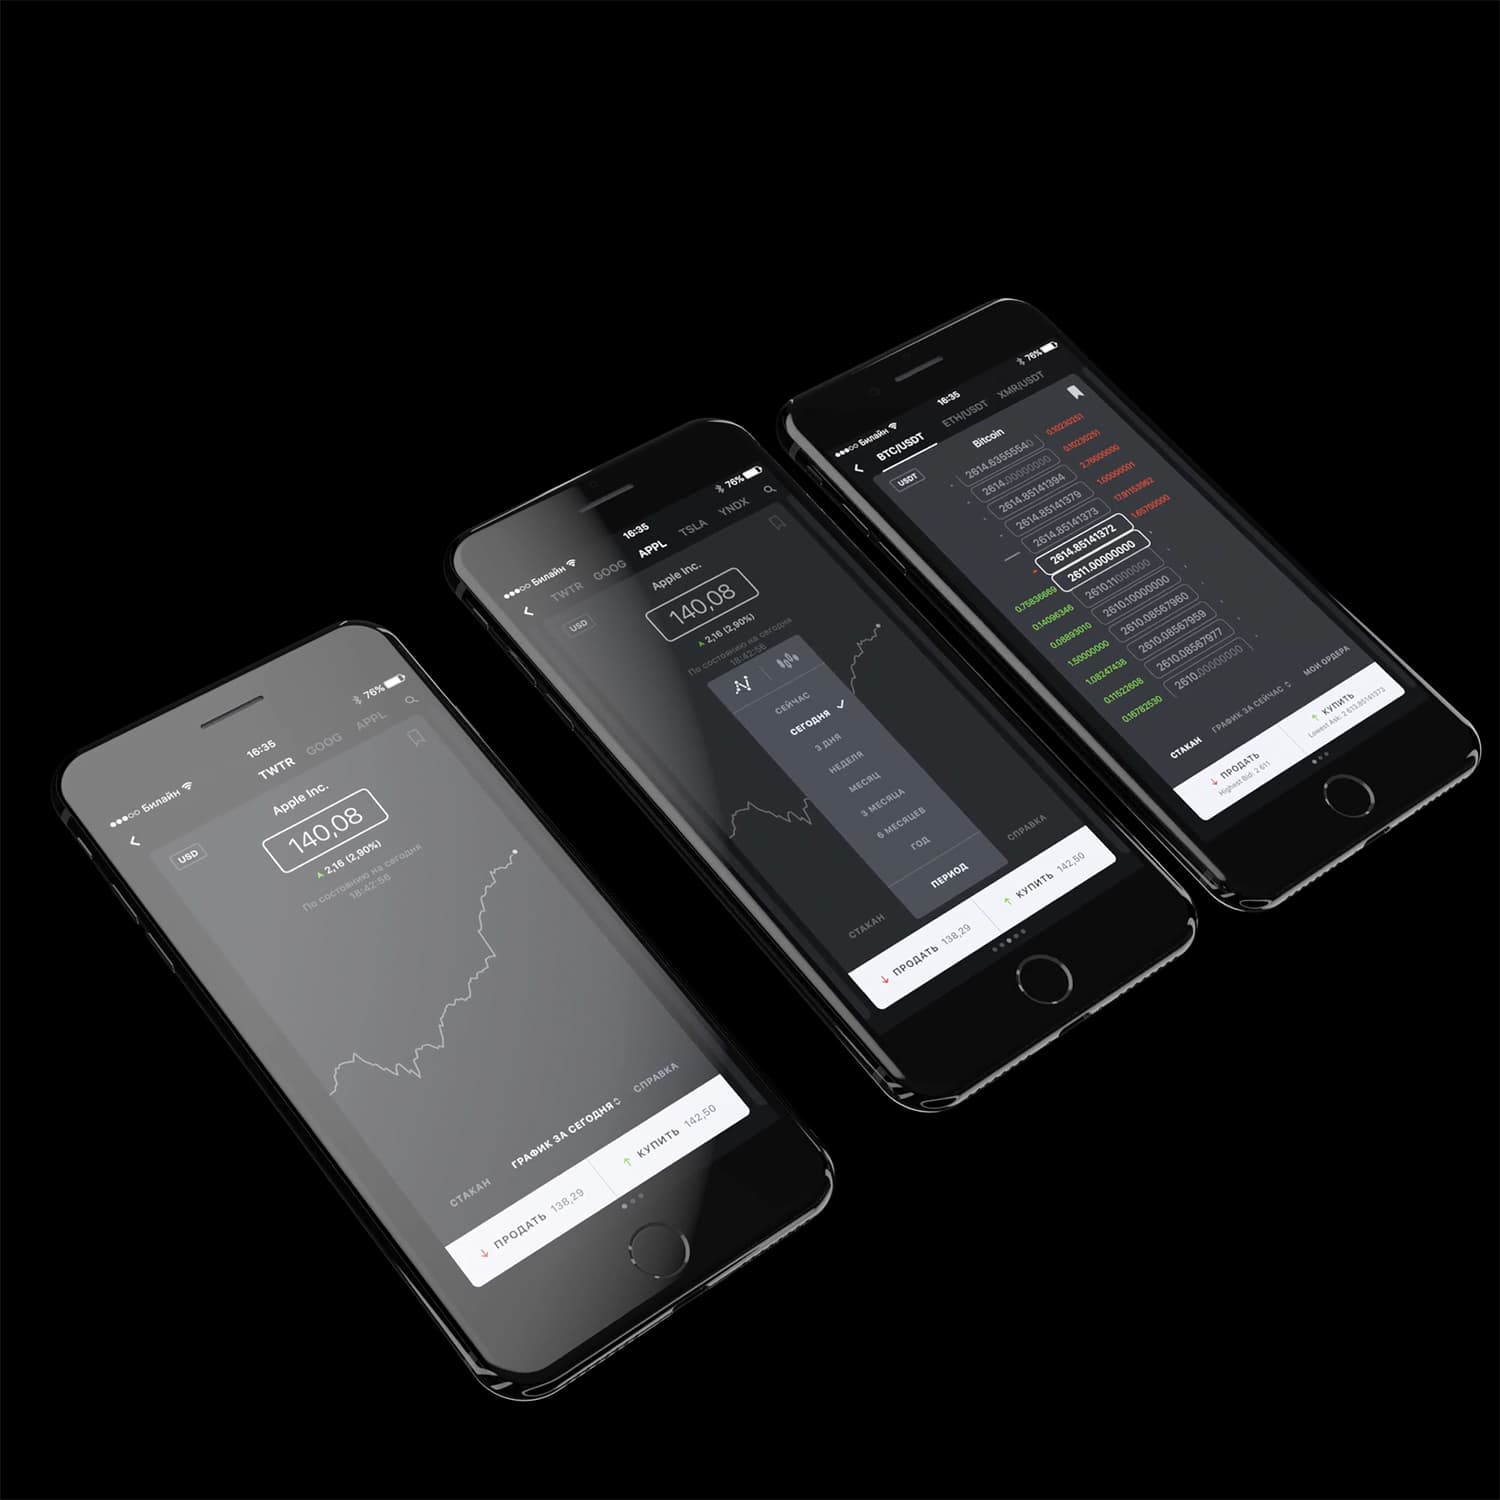 Билайн 16:35 76%
TWTR GOOG APPL
USD
Apple Inc.
140,08
2,16 (2,90%)
По состоянию на сегодня
18:42:56
СТАКАН ГРАФИК ЗА СЕГОДНЯ СПРАВКА
ПРОДАТЬ 138,29 КУПИТЬ 142,50
Билайн 16:35 76%
TWTR GOOG APPL TSLA YNDX
USD
Apple Inc.
140,08
2,16 (2,90%)
По состоянию на сегодня
18:42:56
СЕЙЧАС
СЕГОДНЯ
3 ДНЯ
НЕДЕЛЯ
МЕСЯЦ
3 МЕСЯЦА
6 МЕСЯЦЕВ
ГОД
ПЕРИОД
СТАКАН СПРАВКА
ПРОДАТЬ 138,29 КУПИТЬ 142,50
Билайн 16:35 76%
BTC/USDT ETH/USDT XMR/USDT
USDT
Bitcoin
2614.63555540 0.10230251
2614.00000000 0.10230251
2614.85141394 2.76600000
2614.85141379 1.00000001
2614.85141373 17.91153962
2614.85141372 1.65700000
0.75836669 2611.00000000
0.14096346 2610.11000000
0.08893010 2610.10000000
1.50000000 2610.08567960
1.08247438 2610.08567959
0.11522608 2610.08567977
0.16782530 2610.00000000
СТАКАН ГРАФИК ЗА СЕЙЧАС МОИ ОРДЕРА
ПРОДАТЬ КУПИТЬ
Highest Bid: 2 611 Lowest Ask: 2 613.85141373